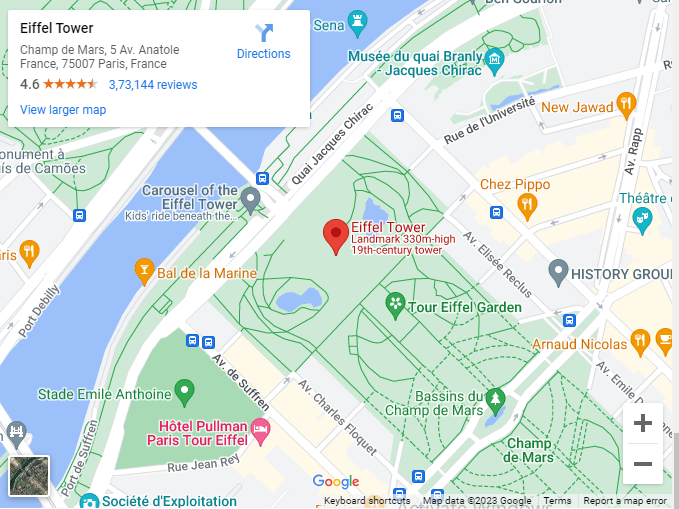 Eiffel Tower
Champ de Mars, 5 Av. Anatole
France, 75007 Paris, France
4.6
3,73,144 reviews
View larger map
Directions
Sena
Ben Gourion
Musée du quai Branly
- Jacques Chirac
New Jawad
Rue de l'Université
Av. Rapp
Quai Jacques Chirac
Chez Pippo
Théâtre
Carousel of the
Eiffel Tower
Kids' ride beneath the...
Eiffel Tower
Landmark 330m-high
19th-century tower
Av. Elisée Reclus
HISTORY GROU
Bal de la Marine
Port Debilly
Tour Eiffel Garden
Arnaud Nicolas
Av. de Suffren
Stade Emile Anthoine
Av. Charles Floquet
Bassins du
Champ de Mars
Av. Emile
Hôtel Pullman
Paris Tour Eiffel
Champ
de Mars
Port de Suffren
Rue Jean Rey
Société d'Exploitation
Google
Activate Windows
Keyboard shortcuts
Map data ©2023 Google
Terms
Report a map error